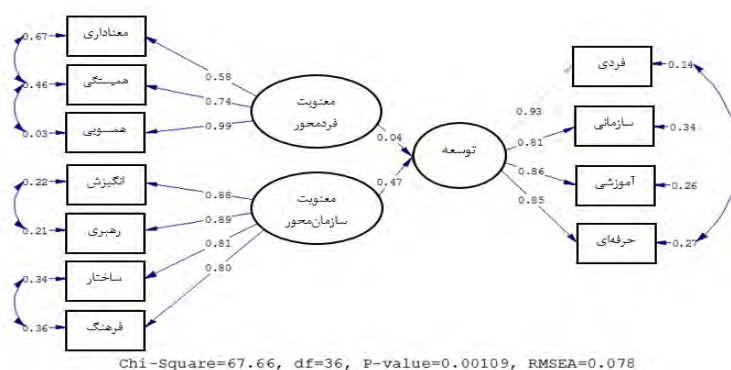 0.67
معناداری
0.46
همبستگی
0.03
همسویی
0.22
انگیزش
0.21
رهبری
0.34
ساختار
0.36
فرهنگ
0.58
0.74
0.99
0.88
0.89
0.81
0.80
معنویت
فردمحور
معنویت
سازمان‌محور
0.04
0.47
توسعه
0.93
0.81
0.86
0.85
فردی
0.14
سازمانی
0.34
آموزشی
0.26
حرفه‌ای
0.27
Chi-Square=67.66, df=36, P-value=0.00109, RMSEA=0.078